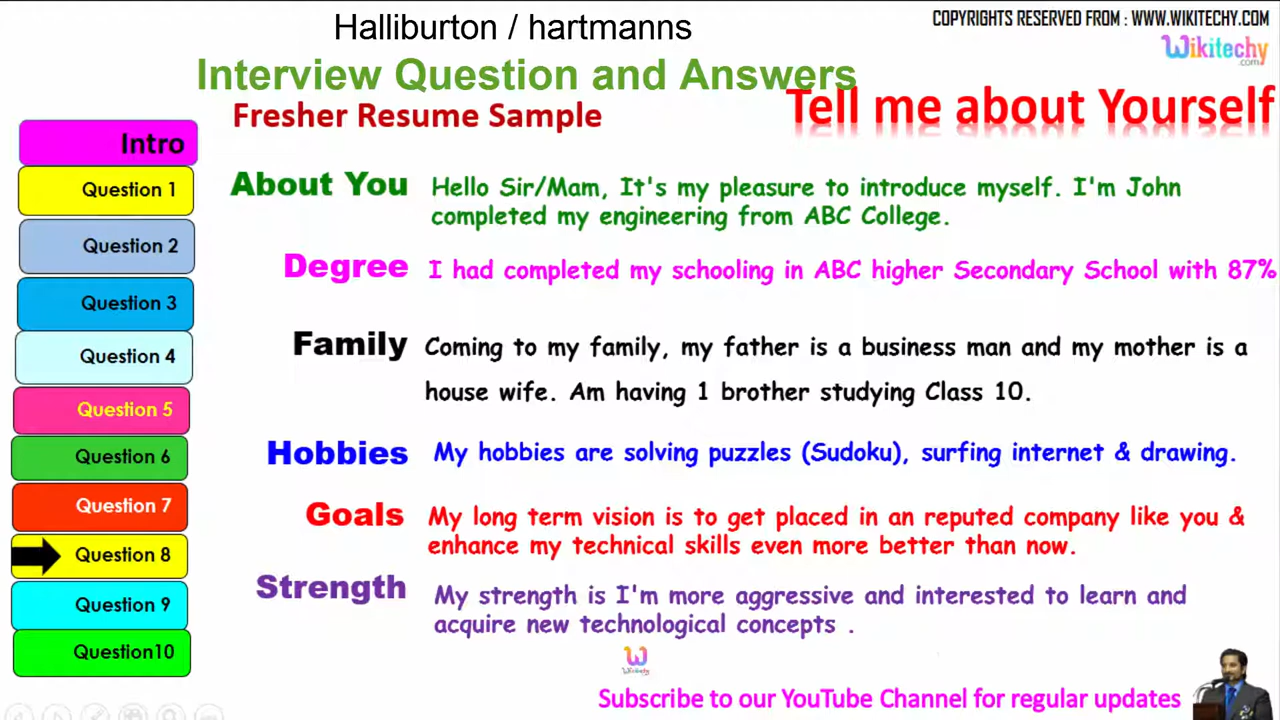 COPYRIGHTS RESERVED FROM : WWW.WIKITECHY.COM
Halliburton / hartmanns
Wikitechy
.com
Interview Question and Answers
Tell me about Yourself
Fresher Resume Sample
Intro
Question 1
Question 2
Question 3
Question 4
Question 5
Question 6
Question 7
Question 8
Question 9
Question10
About You
Hello Sir/Mam, It's my pleasure to introduce myself. I'm John
completed my engineering from ABC College.
Degree
I had completed my schooling in ABC higher Secondary School with 87%
Family
Coming to my family, my father is a business man and my mother is a
house wife. Am having 1 brother studying Class 10.
Hobbies
My hobbies are solving puzzles (Sudoku), surfing internet & drawing.
Goals
My long term vision is to get placed in an reputed company like you &
enhance my technical skills even more better than now.
Strength
My strength is I'm more aggressive and interested to learn and
acquire new technological concepts .
Wikitechy
Subscribe to our YouTube Channel for regular updates